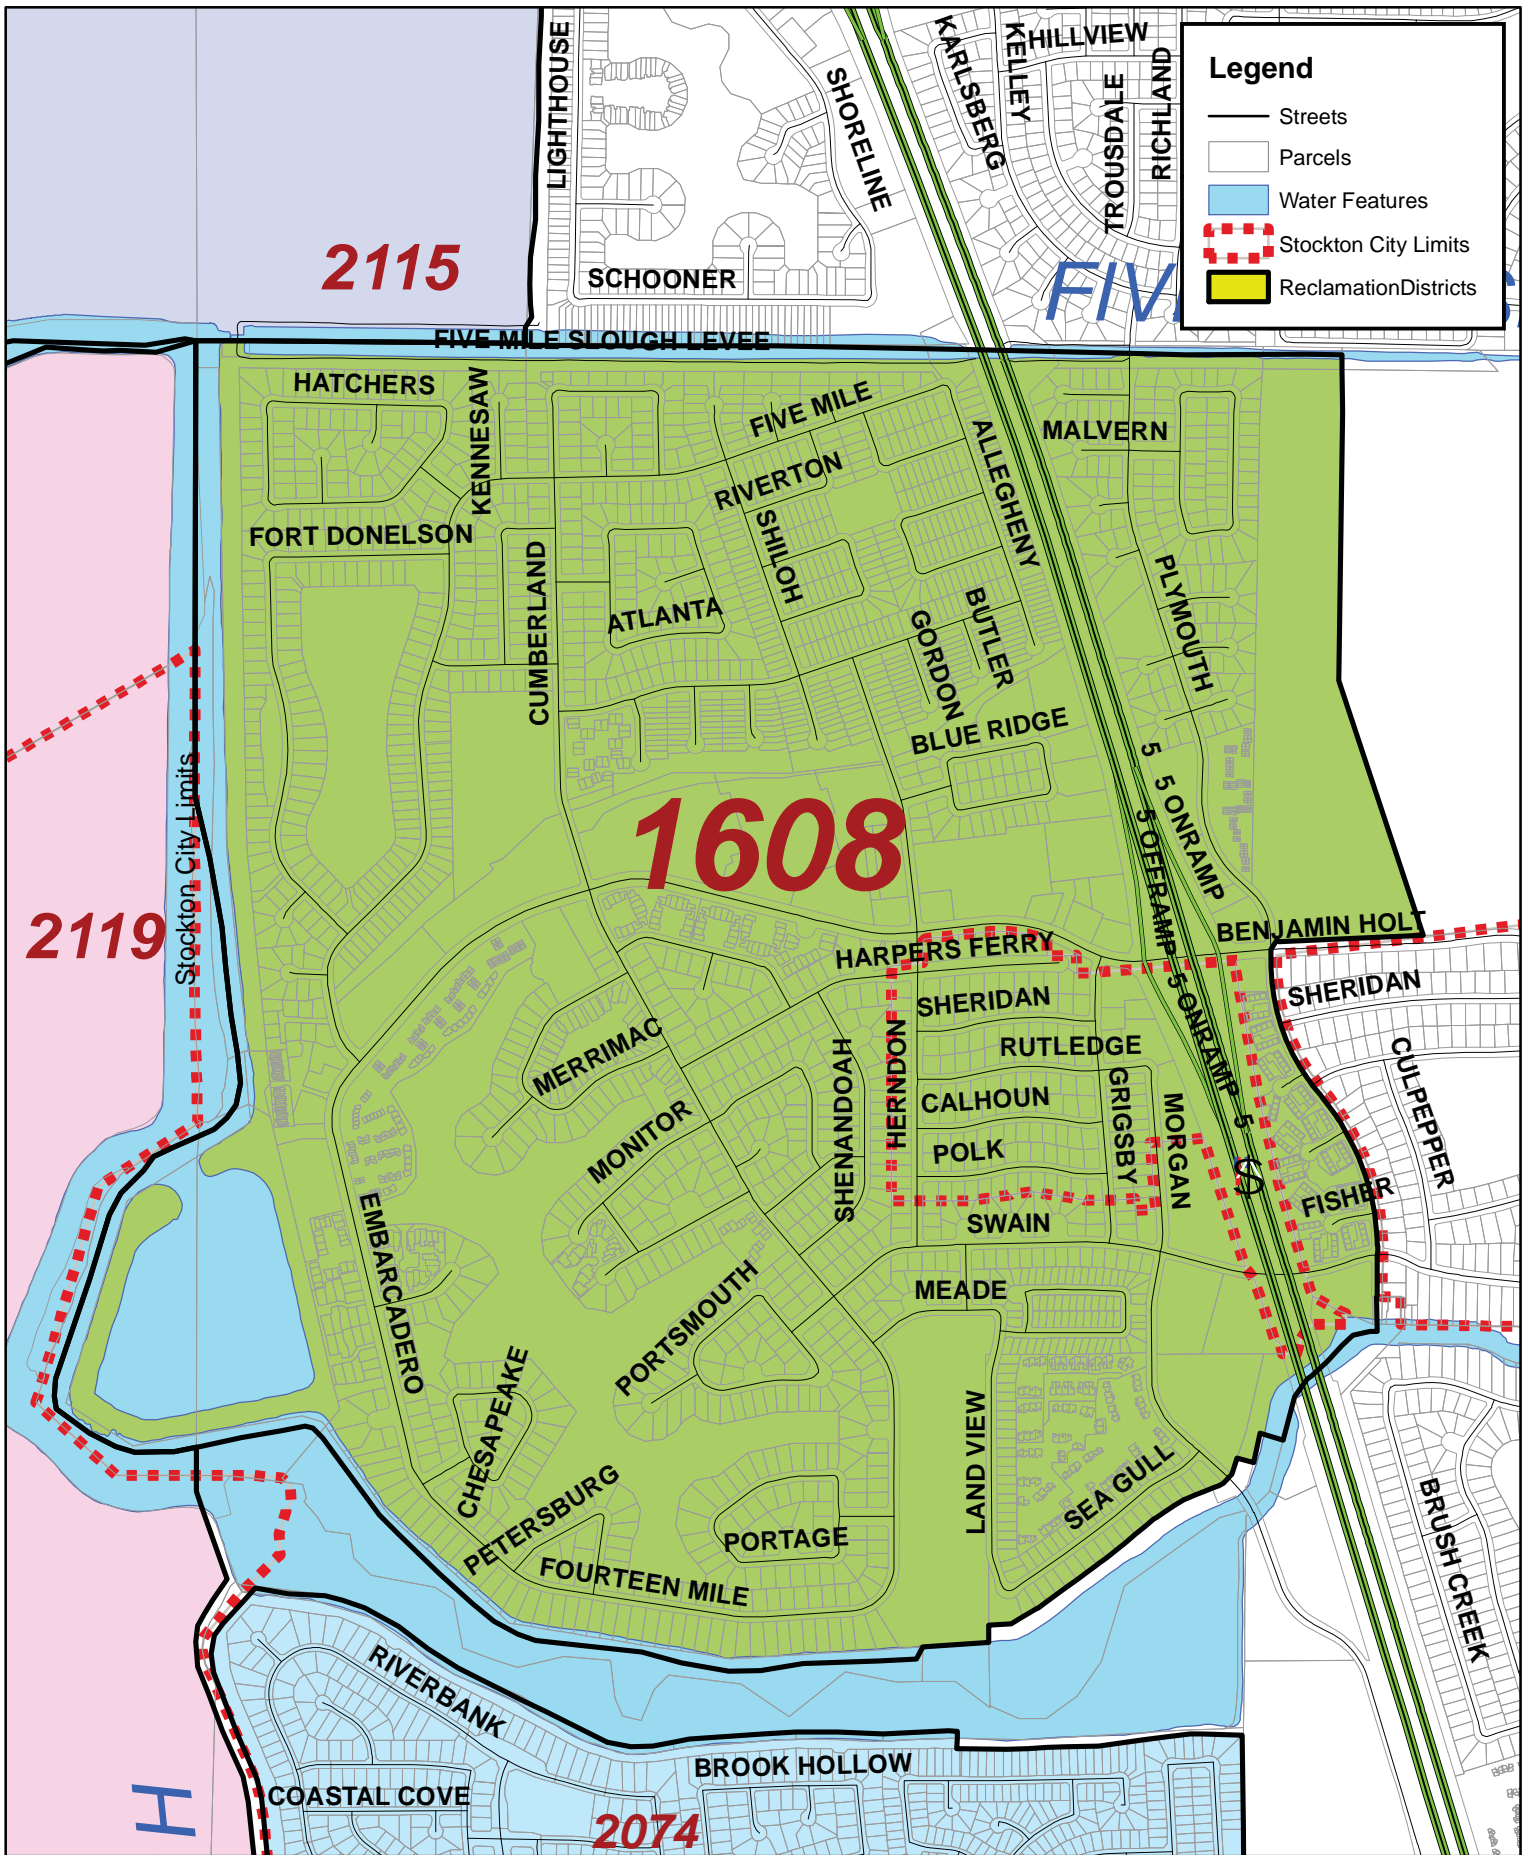 LIGHTHOUSE
SHORELINE
KARLSBERG
KELLEY
HILLVIEW
TROUSDALE
RICHLAND
Legend
Streets
Parcels
Water Features
Stockton City Limits
ReclamationDistricts
2115
SCHOONER
FIV
FIVE MILE SLOUGH LEVEE
HATCHERS
KENNESAW
FIVE MILE
ALLEGHENY
MALVERN
RIVERTON
FORT DONELSON
SHILOH
CUMBERLAND
ATLANTA
PLYMOUTH
GORDON
BUTLER
BLUE RIDGE
5
5 ONRAMP
5 OFFRAMP
1608
Stockton City Limits
2119
BENJAMIN HOLT
HARPERS FERRY
SHERIDAN
SHERIDAN
5 ONRAMP
RUTLEDGE
MERRIMAC
SHENANDOAH
HERNDON
CALHOUN
GRIGSBY
MORGAN
5
CULPEPPER
MONITOR
POLK
$
FISHER
EMBARCADERO
SWAIN
MEADE
PORTSMOUTH
CHESAPEAKE
LAND VIEW
SEA GULL
PETERSBURG
PORTAGE
FOURTEEN MILE
BRUSH CREEK
RIVERBANK
BROOK HOLLOW
COASTAL COVE
H
2074